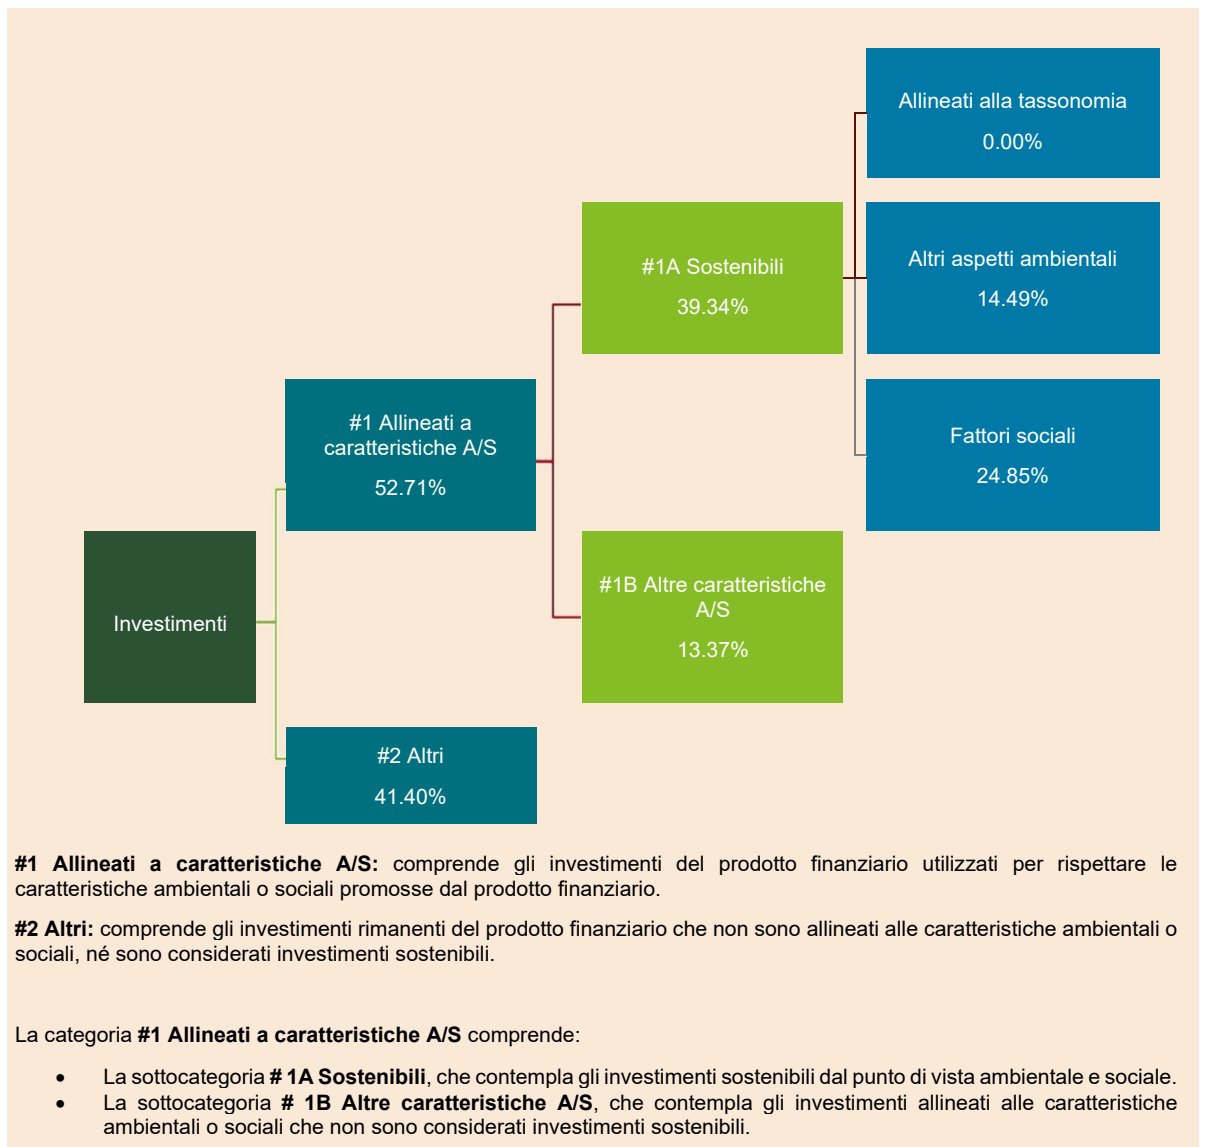 Allineati alla tassonomia
0.00%
#1A Sostenibili
39.34%
Altri aspetti ambientali
14.49%
#1 Allineati a
caratteristiche A/S
52.71%
Fattori sociali
24.85%
Investimenti
#1B Altre caratteristiche
A/S
13.37%
#2 Altri
41.40%
#1 Allineati a caratteristiche A/S: comprende gli investimenti del prodotto finanziario utilizzati per rispettare le
caratteristiche ambientali o sociali promosse dal prodotto finanziario.
#2 Altri: comprende gli investimenti rimanenti del prodotto finanziario che non sono allineati alle caratteristiche ambientali o
sociali, né sono considerati investimenti sostenibili.
La categoria #1 Allineati a caratteristiche A/S comprende:
• La sottocategoria # 1A Sostenibili, che contempla gli investimenti sostenibili dal punto di vista ambientale e sociale.
• La sottocategoria # 1B Altre caratteristiche A/S, che contempla gli investimenti allineati alle caratteristiche
ambientali o sociali che non sono considerati investimenti sostenibili.